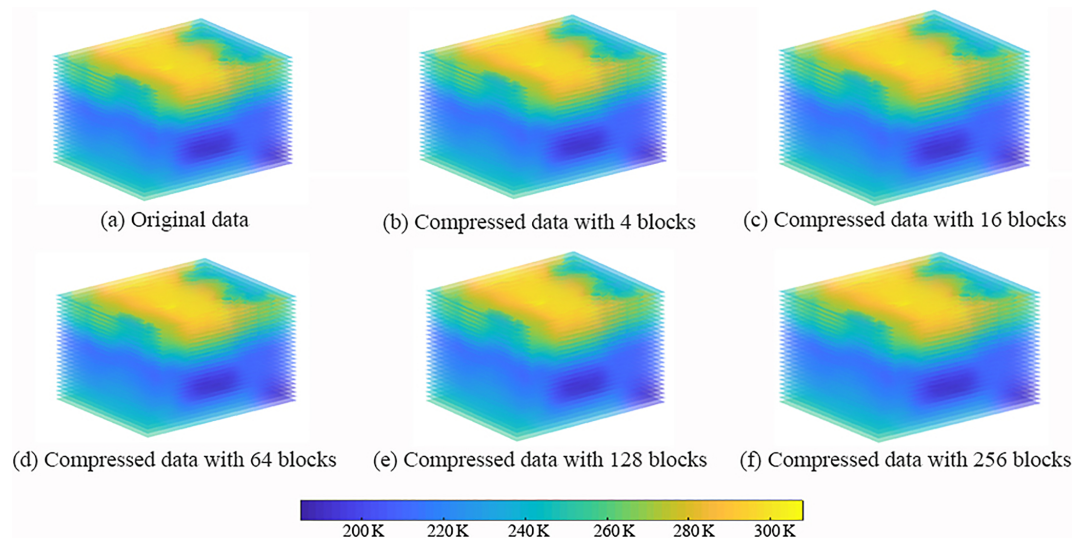 (a) Original data
(b) Compressed data with 4 blocks
(c) Compressed data with 16 blocks
(d) Compressed data with 64 blocks
(e) Compressed data with 128 blocks
(f) Compressed data with 256 blocks
200 K 220 K 240 K 260 K 280 K 300 K